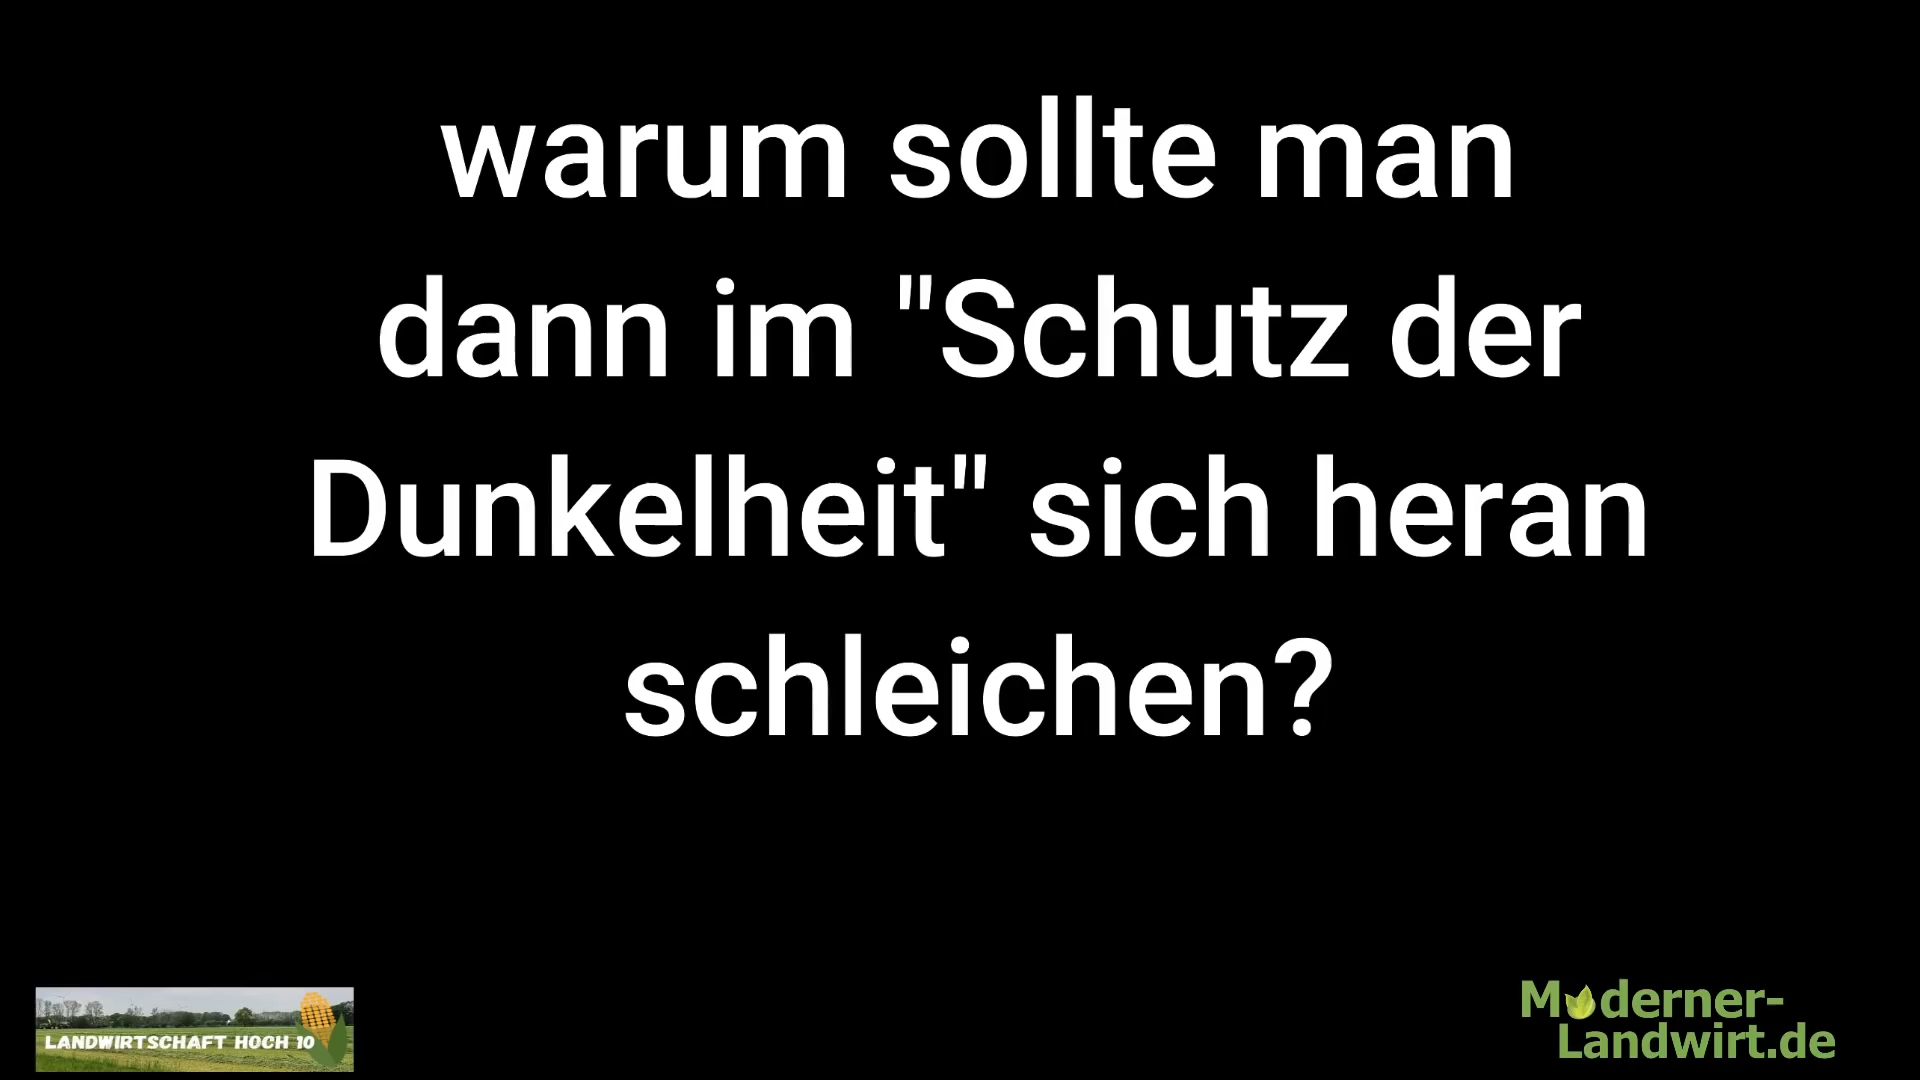 warum sollte man
dann im "Schutz der
Dunkelheit" sich heran
schleichen?
LANDWIRTSCHAFT HOCH 10
Moderner-
Landwirt.de